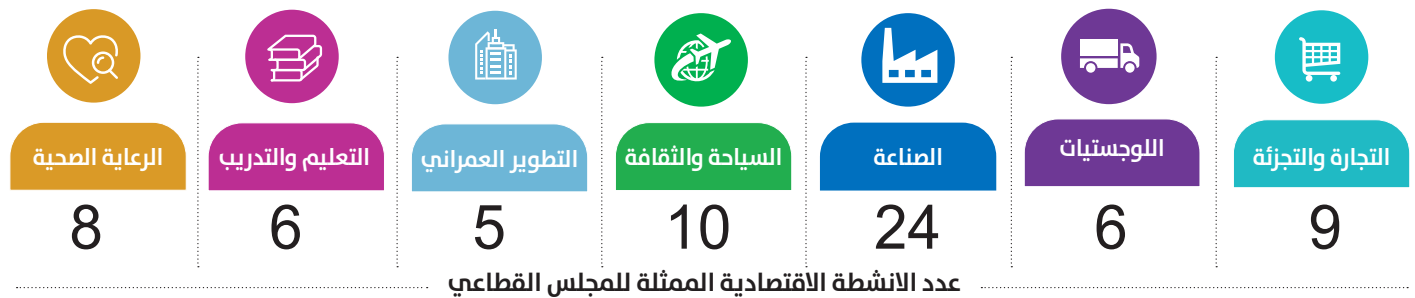 التجارة والتجزئة
9
اللوجستيات
6
الصناعة
24
السياحة والثقافة
10
التطوير العمراني
5
التعليم والتدريب
6
الرعاية الصحية
8
عدد الانشطة الاقتصادية الممثلة للمجلس القطاعي